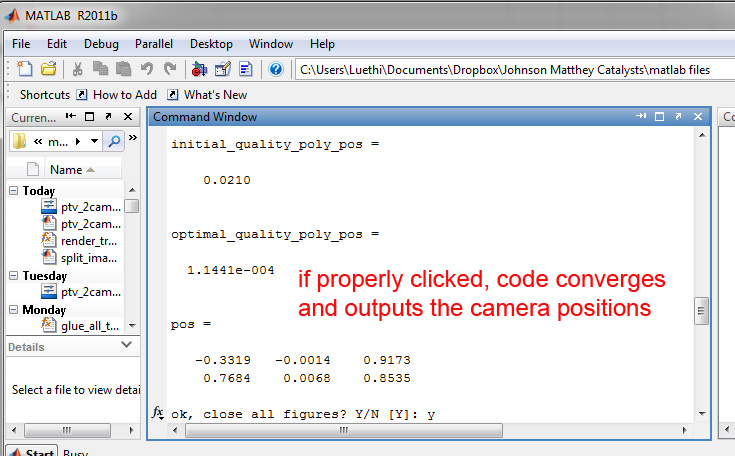 MATLAB R2011b
File Edit Debug Parallel Desktop Window Help
C:\Users\Luethi\Documents\Dropbox\Johnson Matthey Catalysts\matlab files
Shortcuts How to Add What's New
Curren...
Command Window
Co
« m...
»
Name
Today
ptv_2cam...
ptv_2cam...
render_tr...
split_ima...
Tuesday
ptv_2cam...
Monday
glue_all_t...
Details
Select a file to view detai
initial_quality_poly_pos =
0.0210
optimal_quality_poly_pos =
1.1441e-004
if properly clicked, code converges
and outputs the camera positions
pos =
-0.3319 -0.0014 0.9173
0.7684 0.0068 0.8535
fx ok, close all figures? Y/N [Y]: y
Start Busy